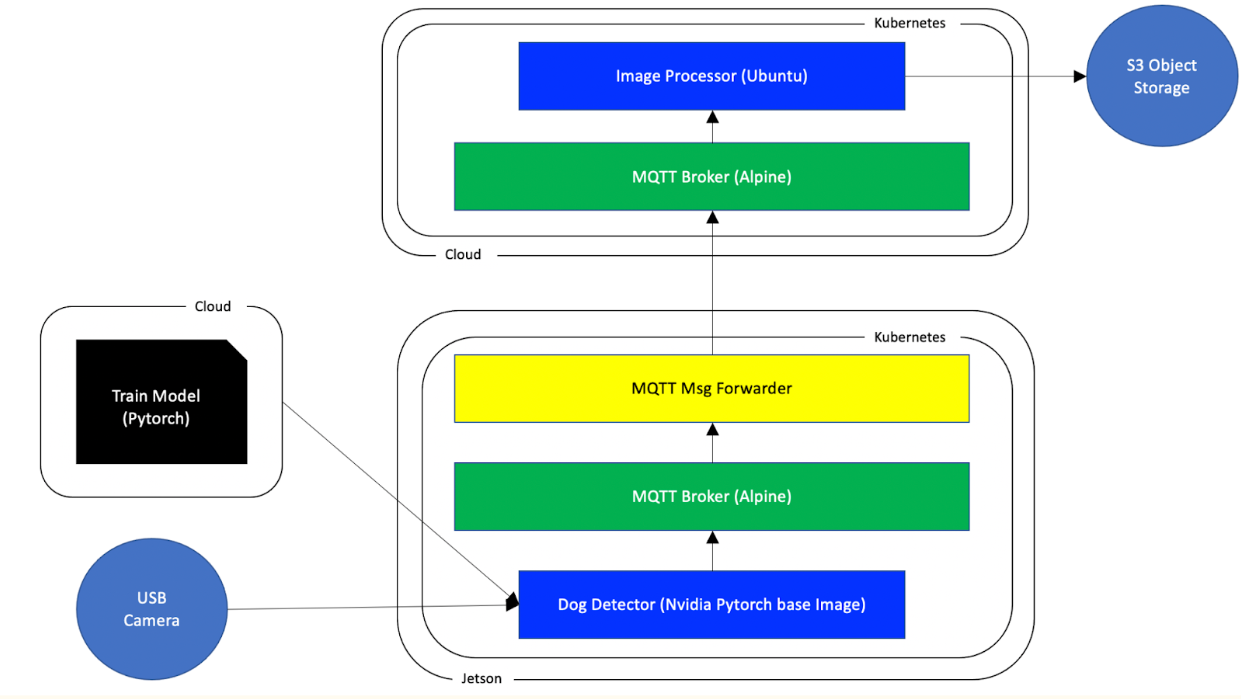 Kubernetes
Image Processor (Ubuntu)
S3 Object
Storage
MQTT Broker (Alpine)
Cloud
Cloud
Train Model
(Pytorch)
Kubernetes
MQTT Msg Forwarder
MQTT Broker (Alpine)
USB
Camera
Dog Detector (Nvidia Pytorch base Image)
Jetson